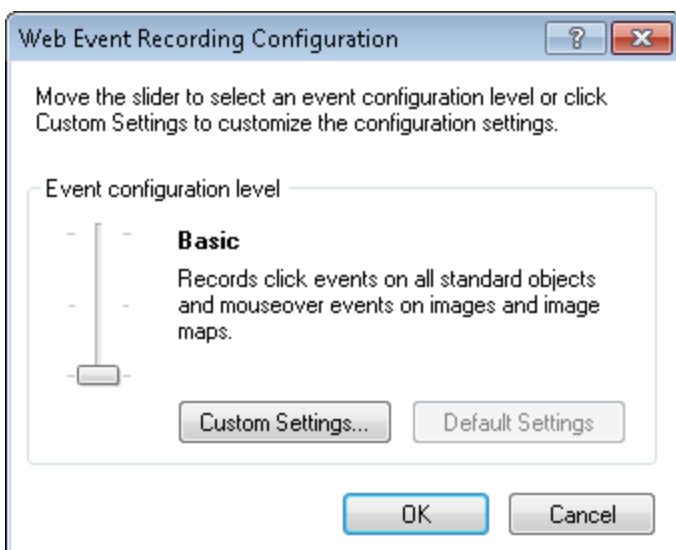 Web Event Recording Configuration
Move the slider to select an event configuration level or click
Custom Settings to customize the configuration settings.
Event configuration level
Basic
Records click events on all standard objects
and mouseover events on images and image
maps.
Custom Settings... Default Settings
OK Cancel